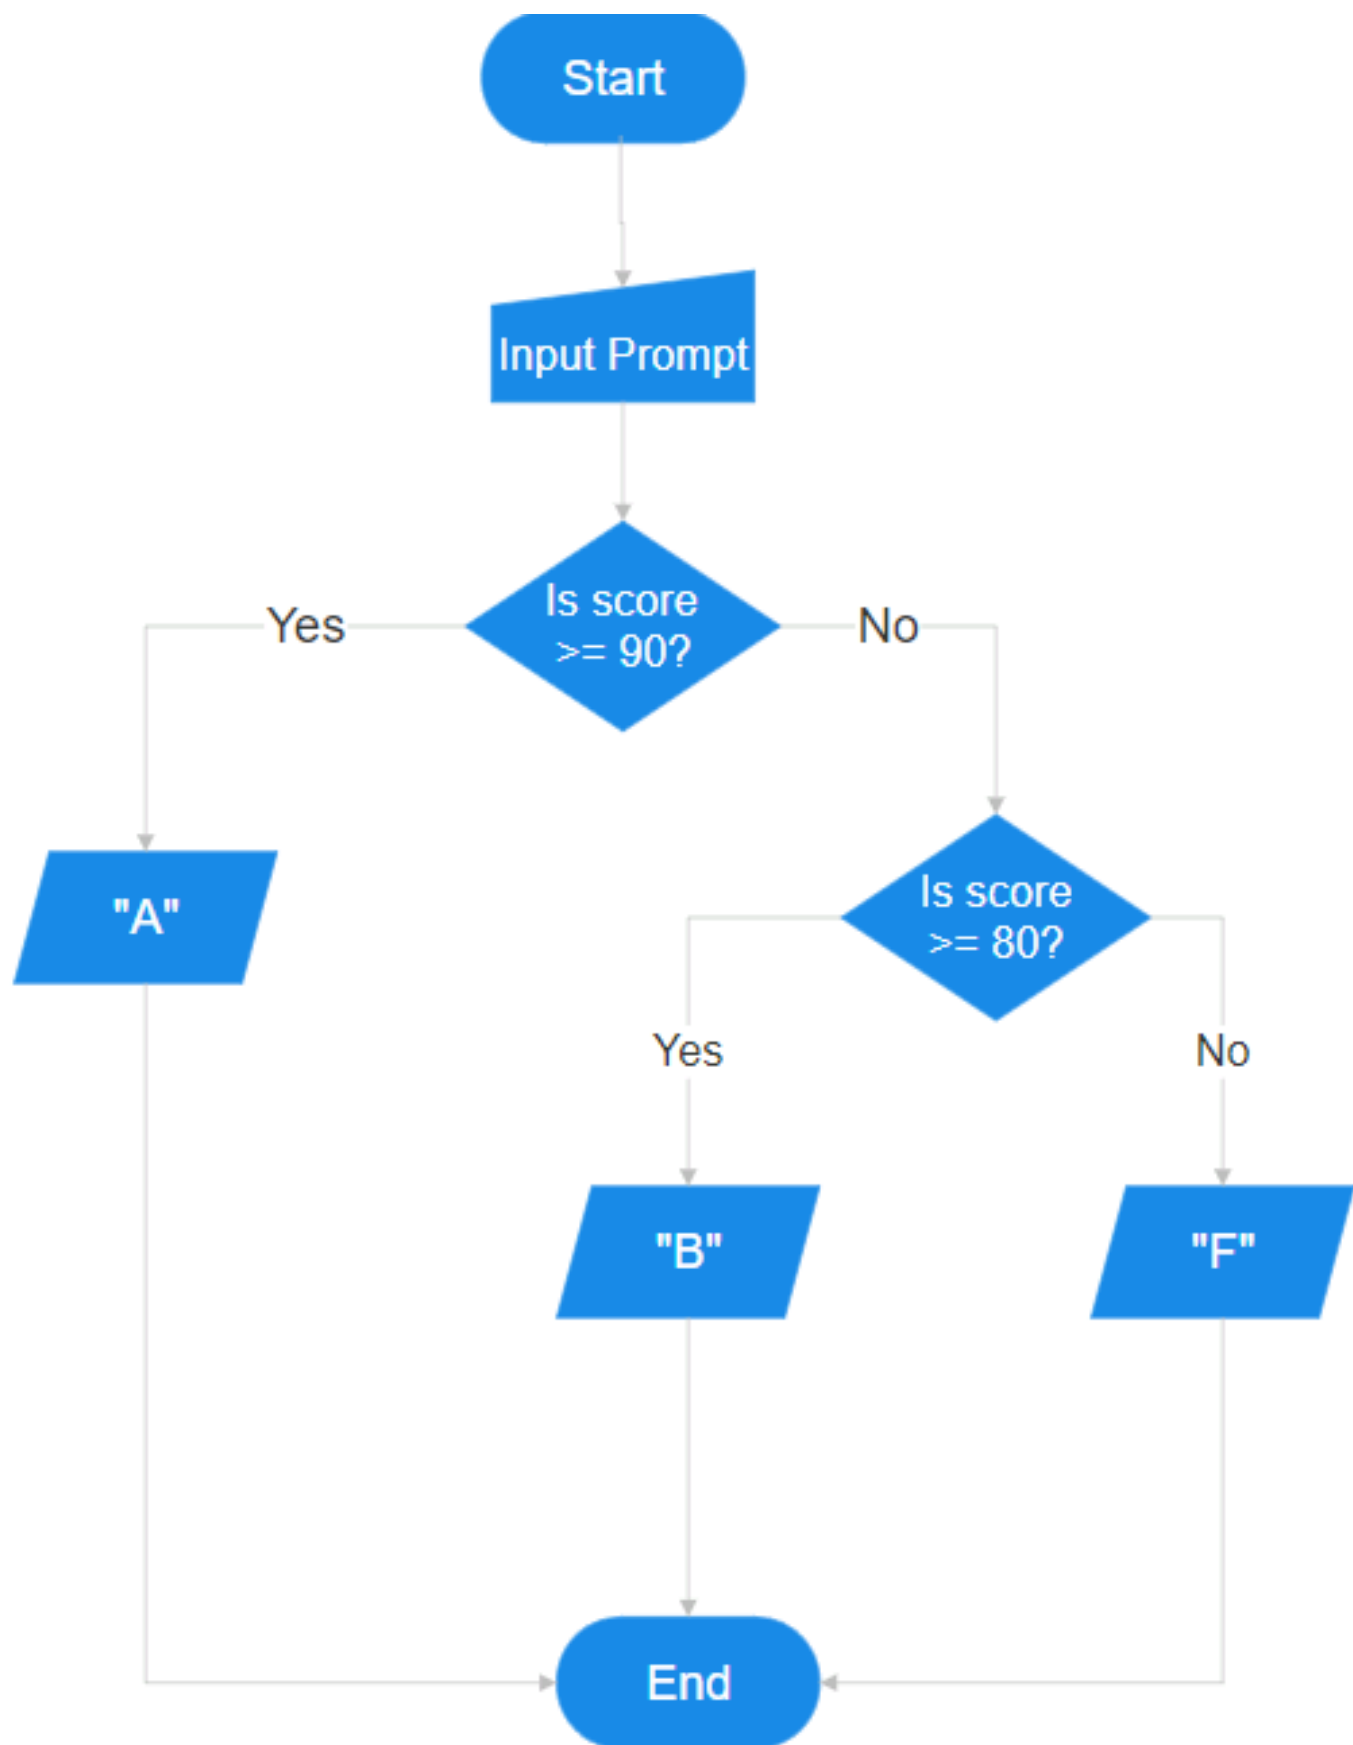 Start
Input Prompt
Is score
>= 90?
Yes
No
"A"
Is score
>= 80?
Yes
No
"B"
"F"
End